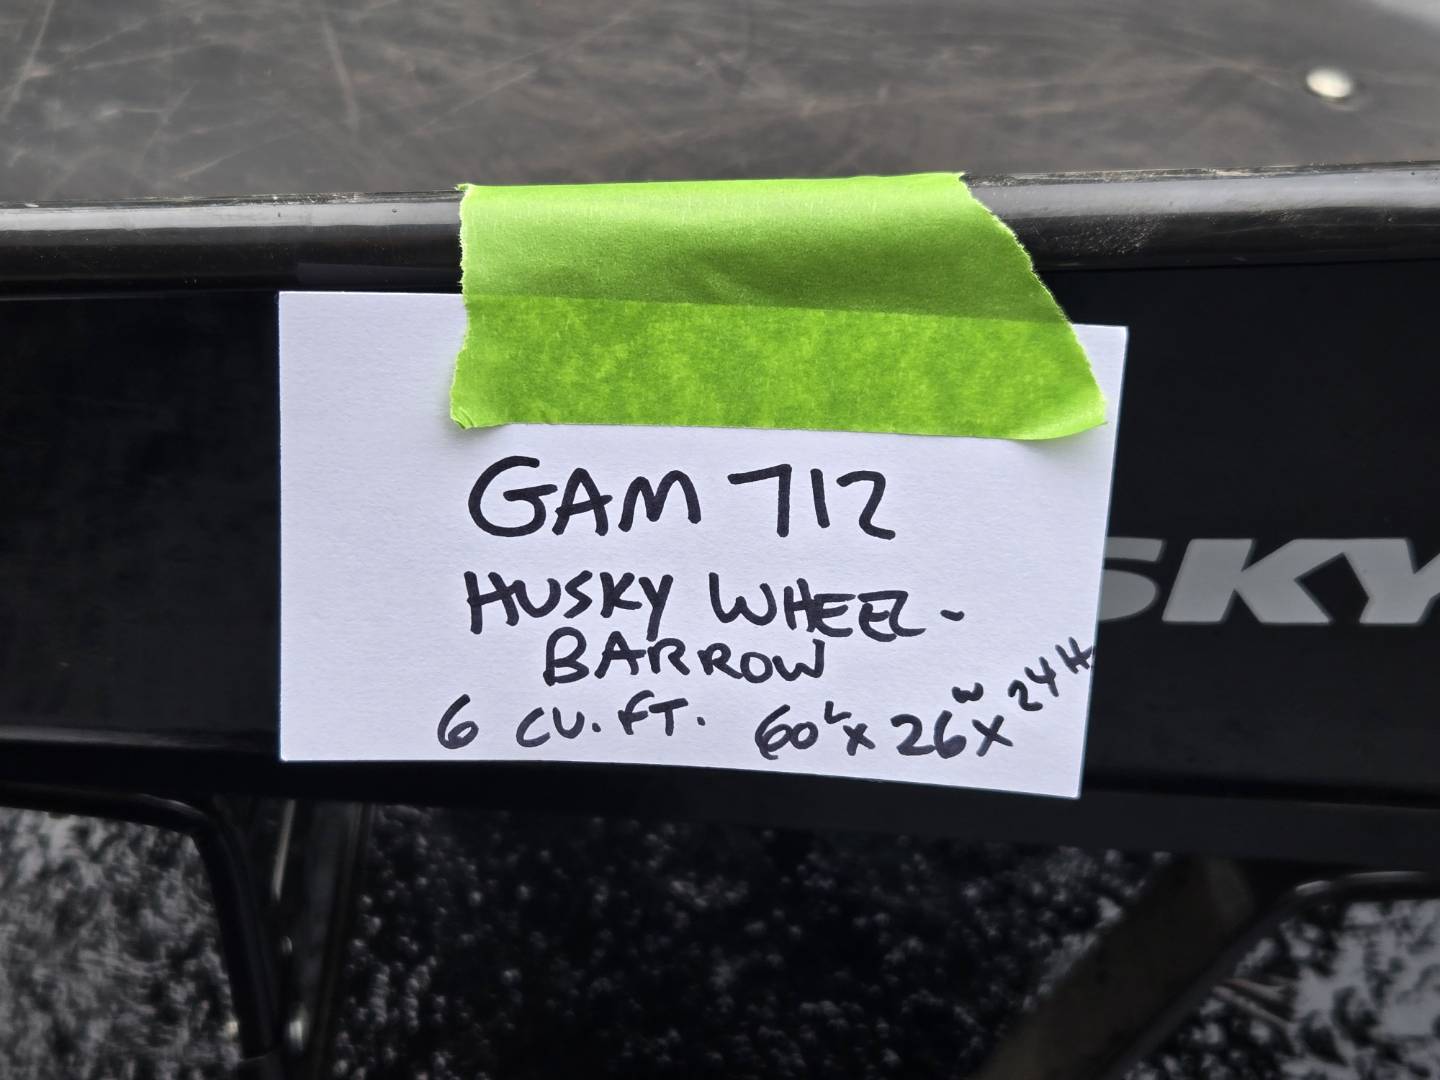 GAM 712
HUSKY WHEEL-
BARROW
6 CU.FT. 60L x 26W x 24H
SKY